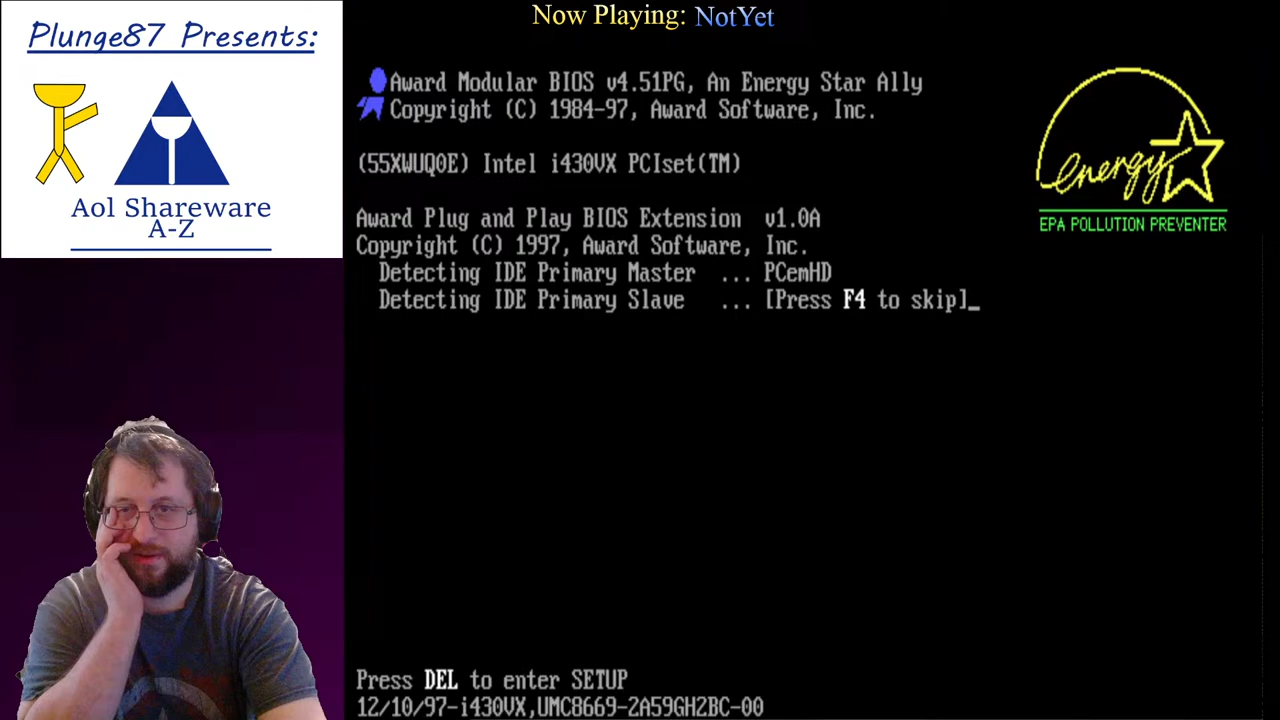 Plunge87 Presents:
Aol Shareware
A-Z
Now Playing: NotYet
Award Modular BIOS v4.51PG, An Energy Star Ally
Copyright (C) 1984-97, Award Software, Inc.
(55XWUQ0E) Intel i430VX PCIset(TM)
Award Plug and Play BIOS Extension v1.0A
Copyright (C) 1997, Award Software, Inc.
Detecting IDE Primary Master ... PCemHD
Detecting IDE Primary Slave ... [Press F4 to skip]_
energy
EPA POLLUTION PREVENTER
Press DEL to enter SETUP
12/10/97-i430VX,UMC8669-2A59GH2BC-00